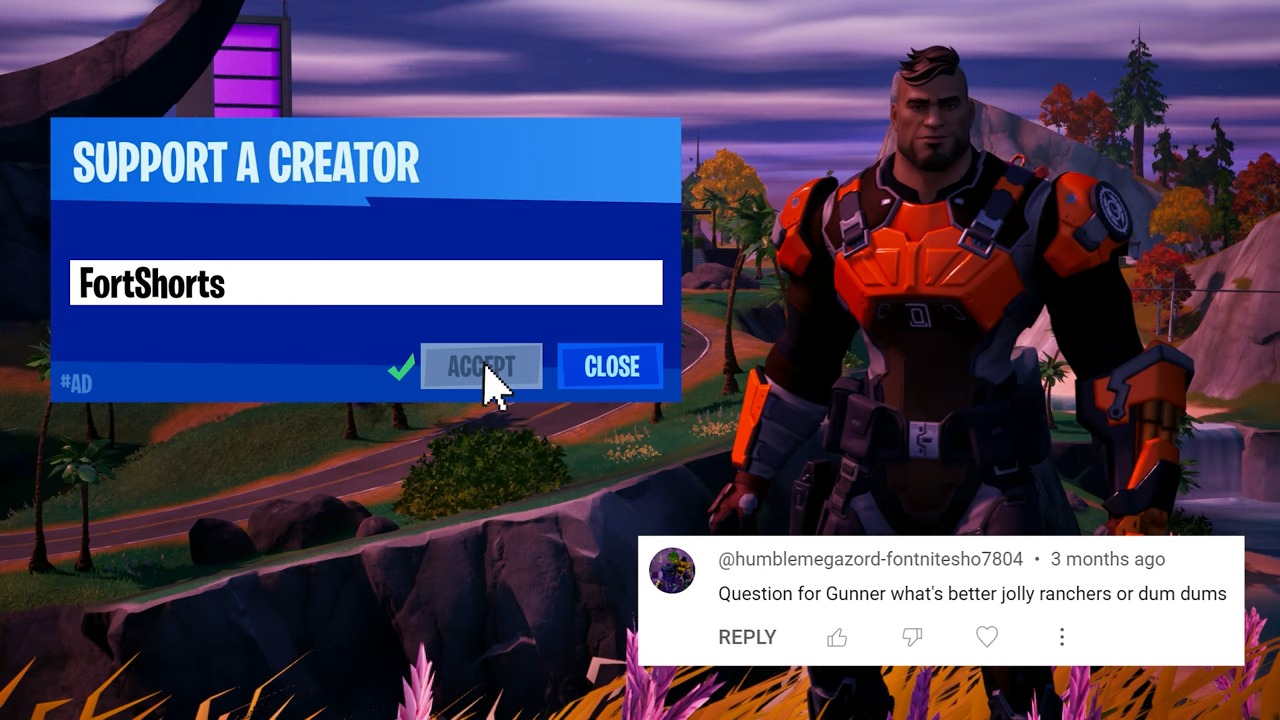 SUPPORT A CREATOR
FortShorts
ACCEPT
CLOSE
#AD
@humblemegazord-fontnitesho7804 • 3 months ago
Question for Gunner what's better jolly ranchers or dum dums
REPLY